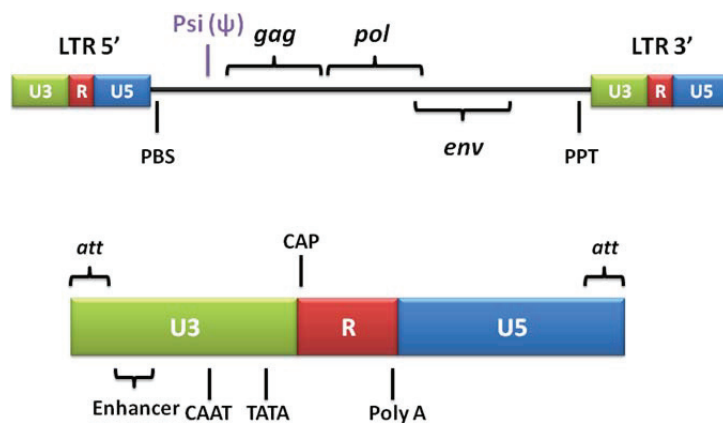 Psi (ψ) gag pol
LTR 5' LTR 3'
U3 R U5 U3 R U5
PBS env PPT
att CAP att
U3 R U5
Enhancer CAAT TATA Poly A